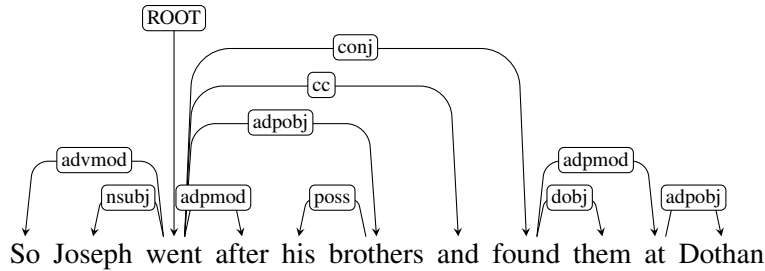 ROOT
conj
cc
adpobj
advmod adpmod
nsubj adpmod poss dobj adpobj
So Joseph went after his brothers and found them at Dothan